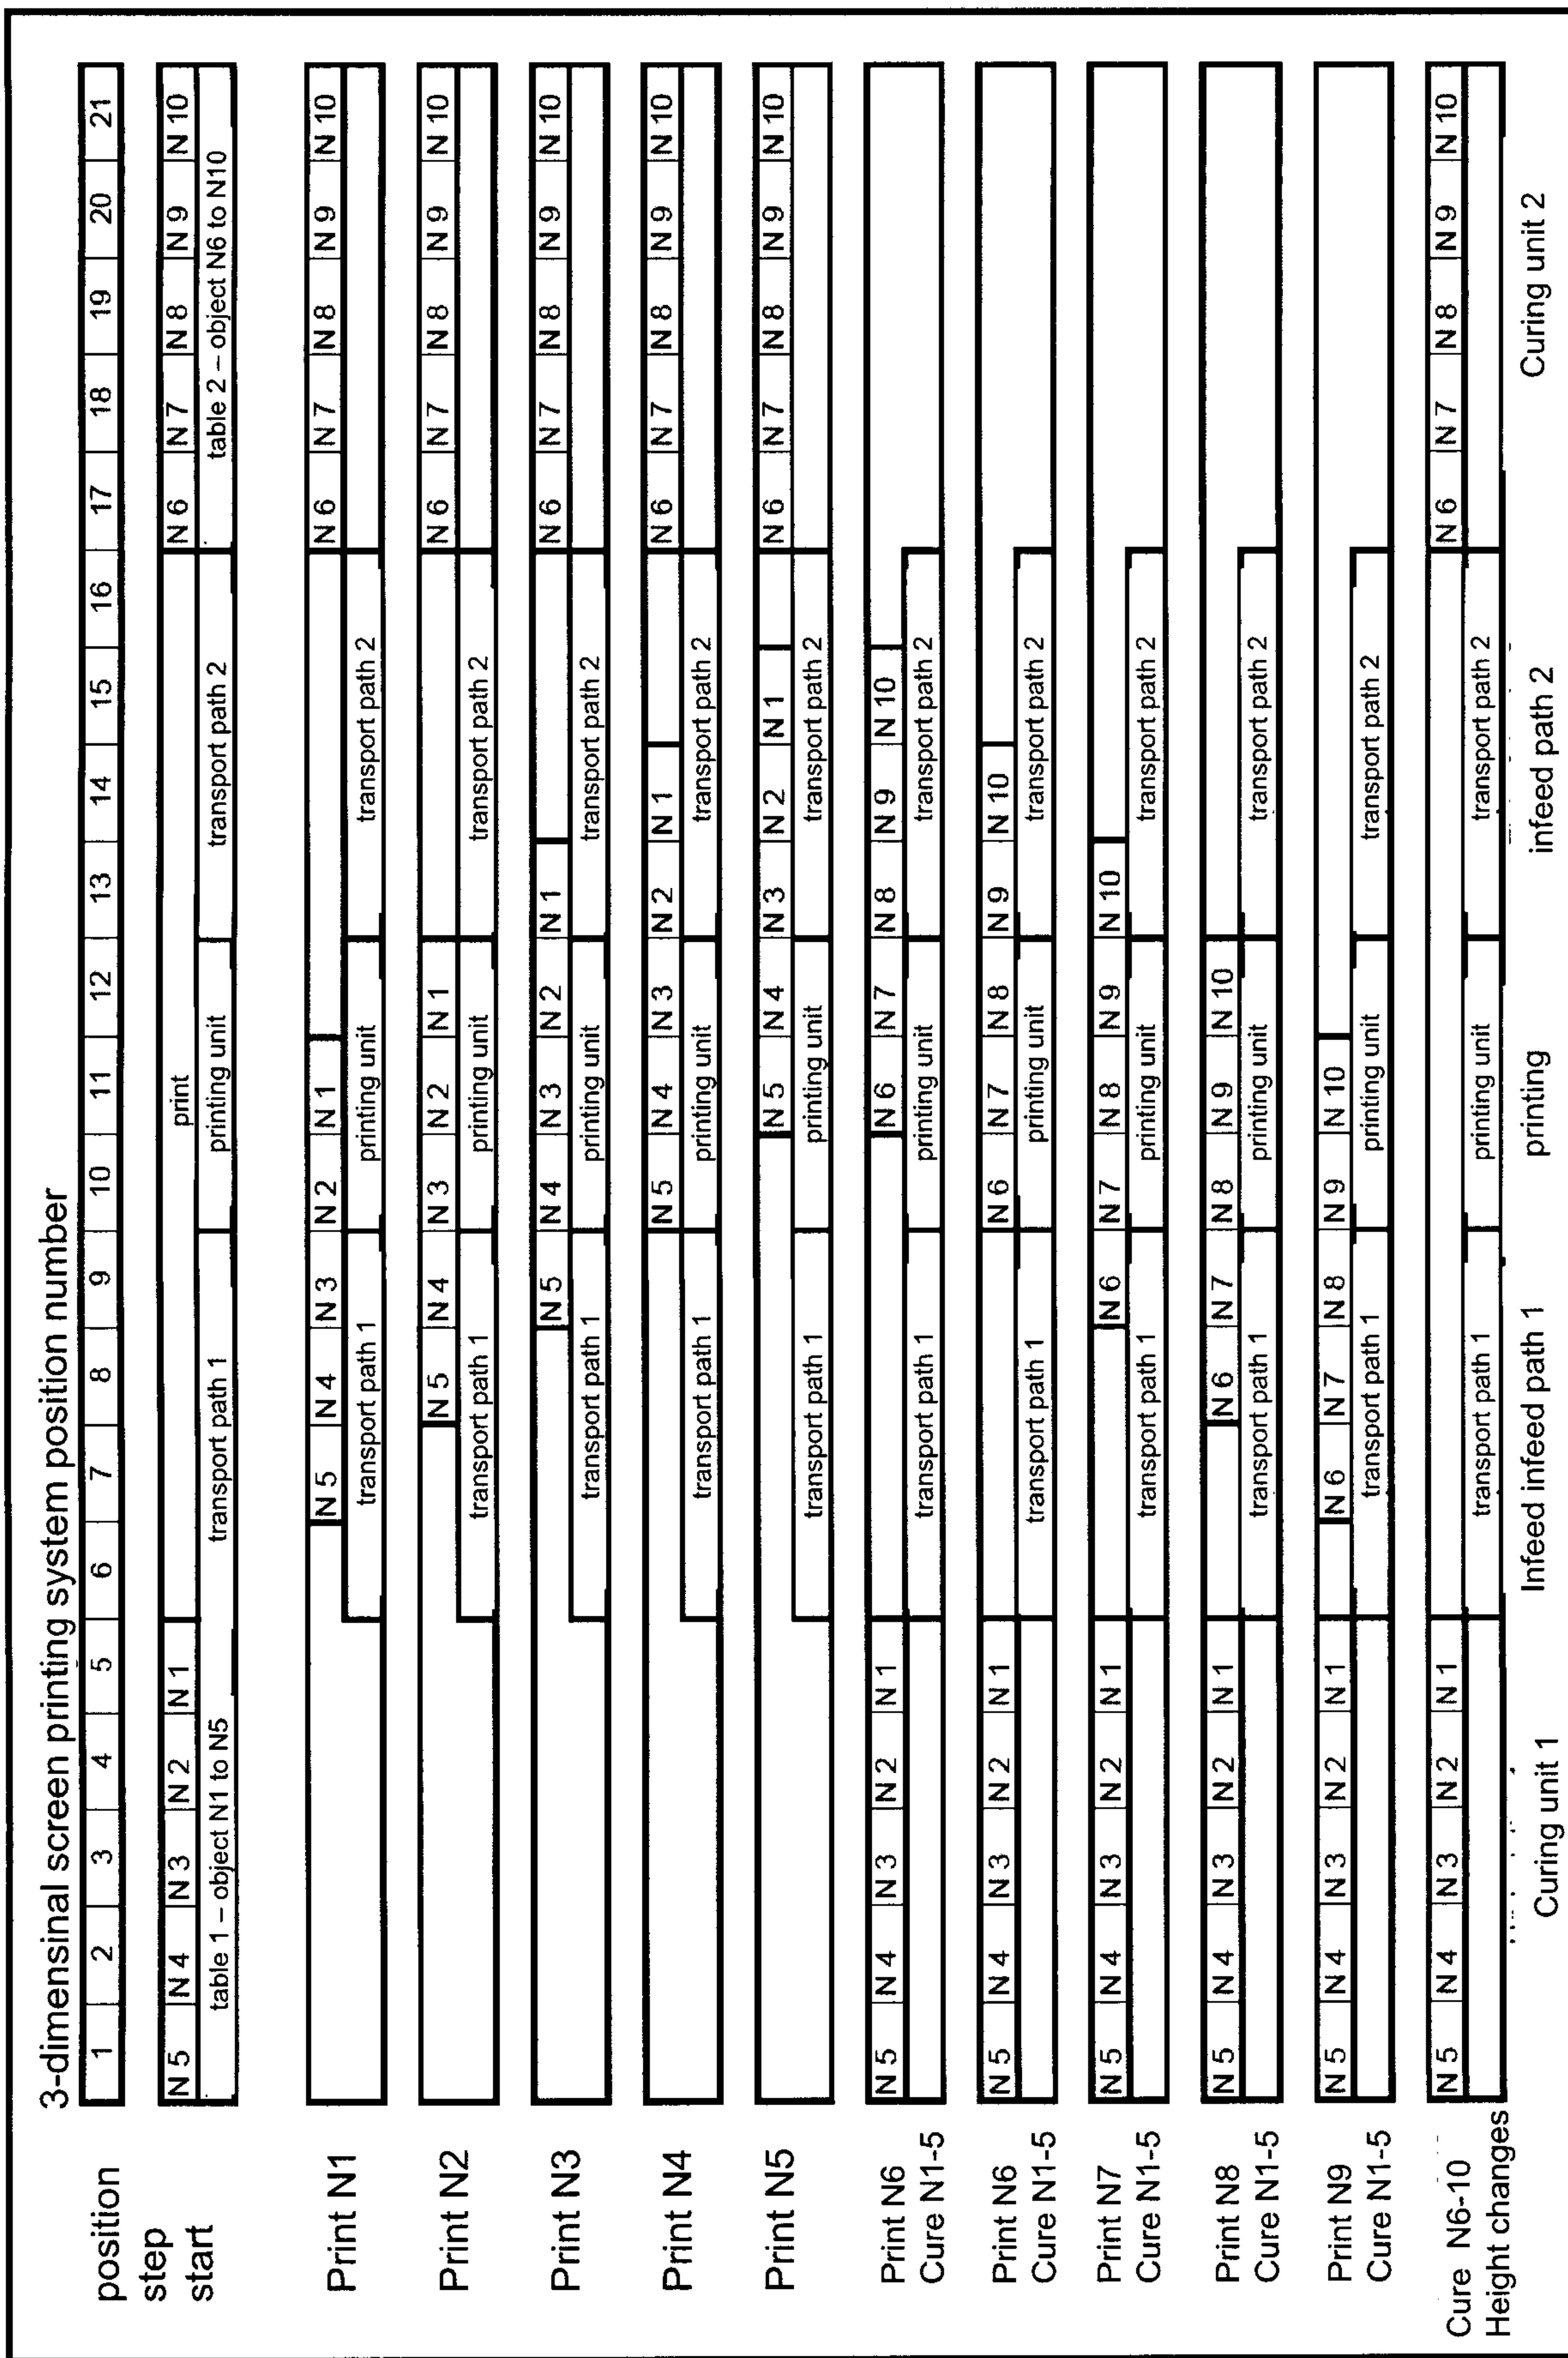 3-dimensinal screen printing system position number
position 1 2 3 4 5 6 7 8 9 10 11 12 13 14 15 16 17 18 19 20 21
step
start
N 5 N 4 N 3 N 2 N 1 print N 6 N 7 N 8 N 9 N 10
table 1 – object N1 to N5 transport path 1 printing unit transport path 2 table 2 – object N6 to N10
Print N1 N 5 N 4 N 3 N 2 N 1 N 6 N 7 N 8 N 9 N 10
transport path 1 printing unit transport path 2
Print N2 N 5 N 4 N 3 N 2 N 1 N 6 N 7 N 8 N 9 N 10
transport path 1 printing unit transport path 2
Print N3 N 5 N 4 N 3 N 2 N 1 N 6 N 7 N 8 N 9 N 10
transport path 1 printing unit transport path 2
Print N4 N 5 N 4 N 3 N 2 N 1 N 6 N 7 N 8 N 9 N 10
transport path 1 printing unit transport path 2
Print N5 N 5 N 4 N 3 N 2 N 1 N 6 N 7 N 8 N 9 N 10
transport path 1 printing unit transport path 2
Print N6 N 5 N 4 N 3 N 2 N 1 N 6 N 7 N 8 N 9 N 10
Cure N1-5 transport path 1 printing unit transport path 2
Print N6 N 5 N 4 N 3 N 2 N 1 N 6 N 7 N 8 N 9 N 10
Cure N1-5 transport path 1 printing unit transport path 2
Print N7 N 5 N 4 N 3 N 2 N 1 N 6 N 7 N 8 N 9 N 10
Cure N1-5 transport path 1 printing unit transport path 2
Print N8 N 5 N 4 N 3 N 2 N 1 N 6 N 7 N 8 N 9 N 10
Cure N1-5 transport path 1 printing unit transport path 2
Print N9 N 5 N 4 N 3 N 2 N 1 N 6 N 7 N 8 N 9 N 10
Cure N1-5 transport path 1 printing unit transport path 2
Cure N6-10 N 5 N 4 N 3 N 2 N 1 N 6 N 7 N 8 N 9 N 10
Height changes transport path 1 printing unit transport path 2
Curing unit 1 Infeed infeed path 1 printing infeed path 2 Curing unit 2